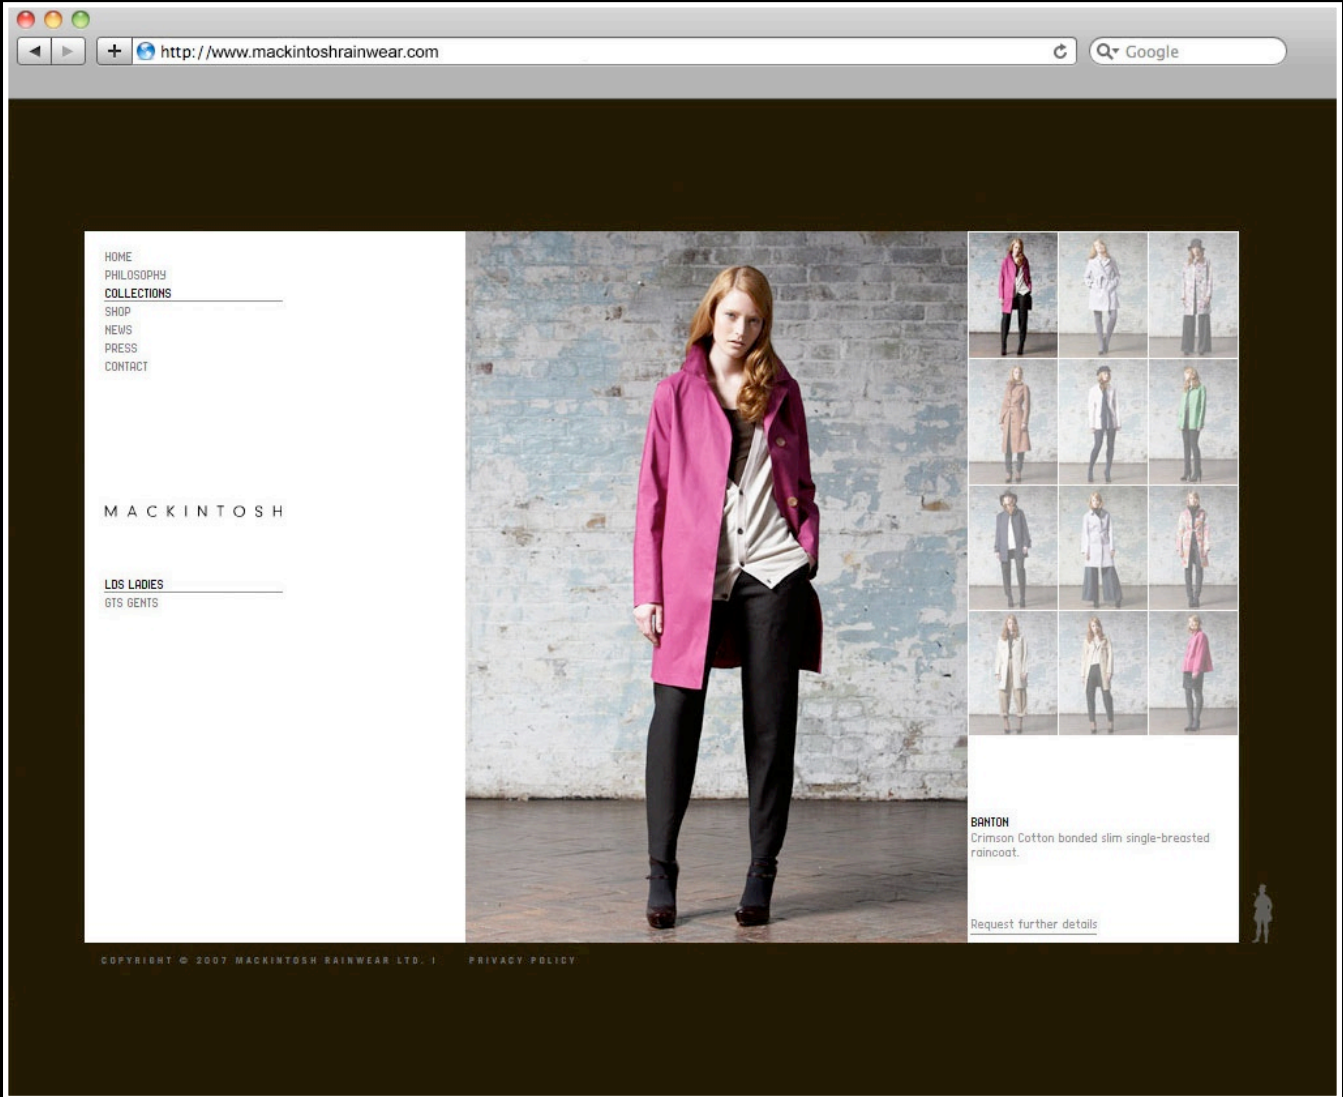 http://www.mackintoshrainwear.com
Google
HOME
PHILOSOPHY
COLLECTIONS
SHOP
NEWS
PRESS
CONTACT
MACKINTOSH
LDS LADIES
GTS GENTS
BANTON
Crimson Cotton bonded slim single-breasted
raincoat.
Request further details
COPYRIGHT © 2007 MACKINTOSH RAINWEAR LTD. I PRIVACY POLICY